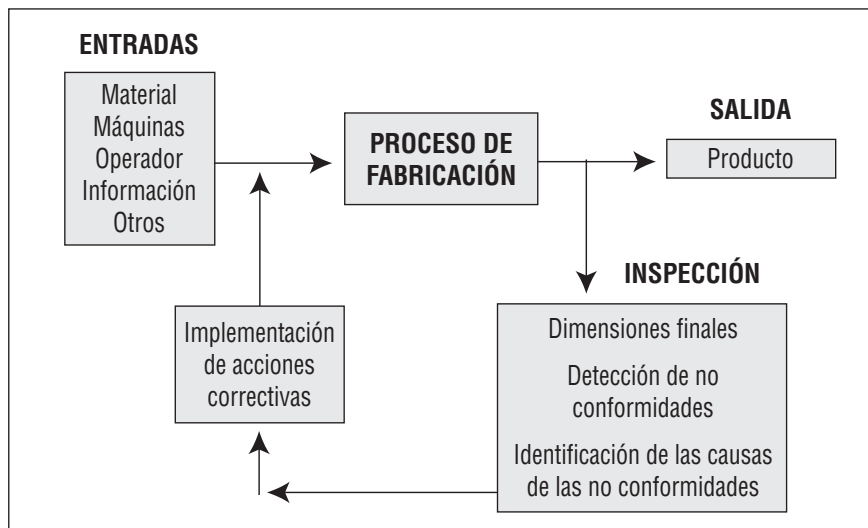 ENTRADAS
Material
Máquinas
Operador
Información
Otros
PROCESO DE
FABRICACIÓN
SALIDA
Producto
INSPECCIÓN
Dimensiones finales
Detección de no
conformidades
Identificación de las causas
de las no conformidades
Implementación
de acciones
correctivas